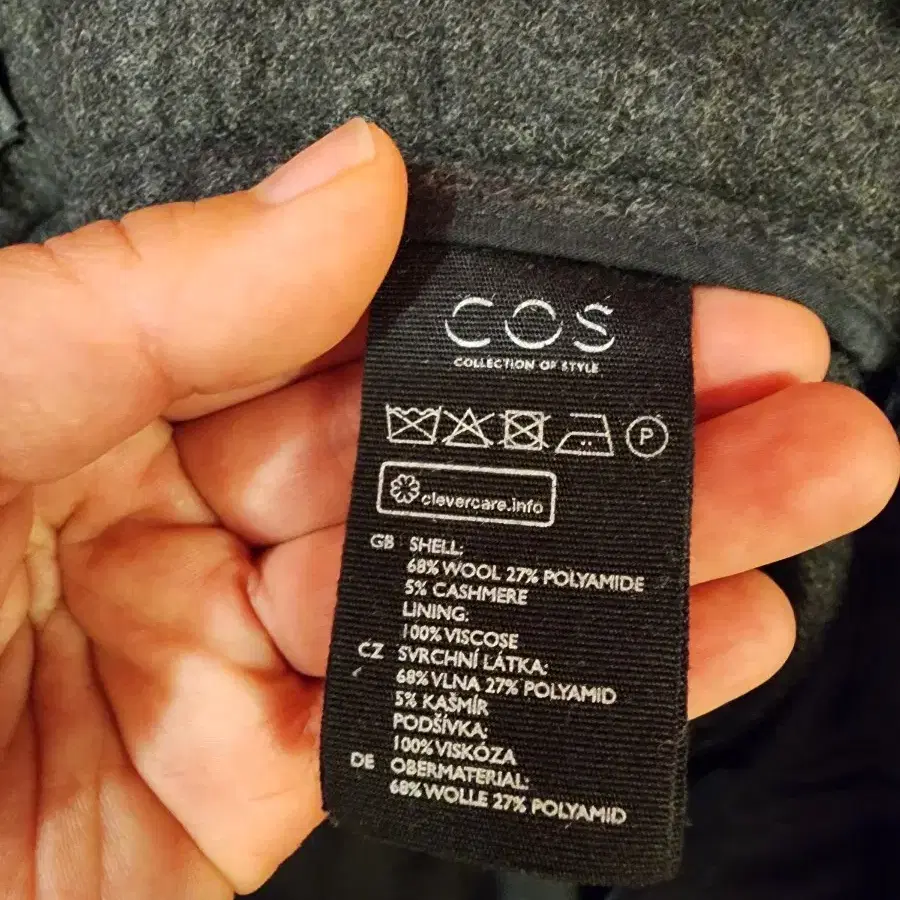 COS
COLLECTION OF STYLE
P
clevercare.info
GB SHELL:
68% WOOL 27% POLYAMIDE
5% CASHMERE
LINING:
100% VISCOSE
CZ SVRCHNÍ LÁTKA:
68% VLNA 27% POLYAMID
5% KAŠMÍR
PODŠÍVKA:
100% VISKÓZA
DE OBERMATERIAL:
68% WOLLE 27% POLYAMID